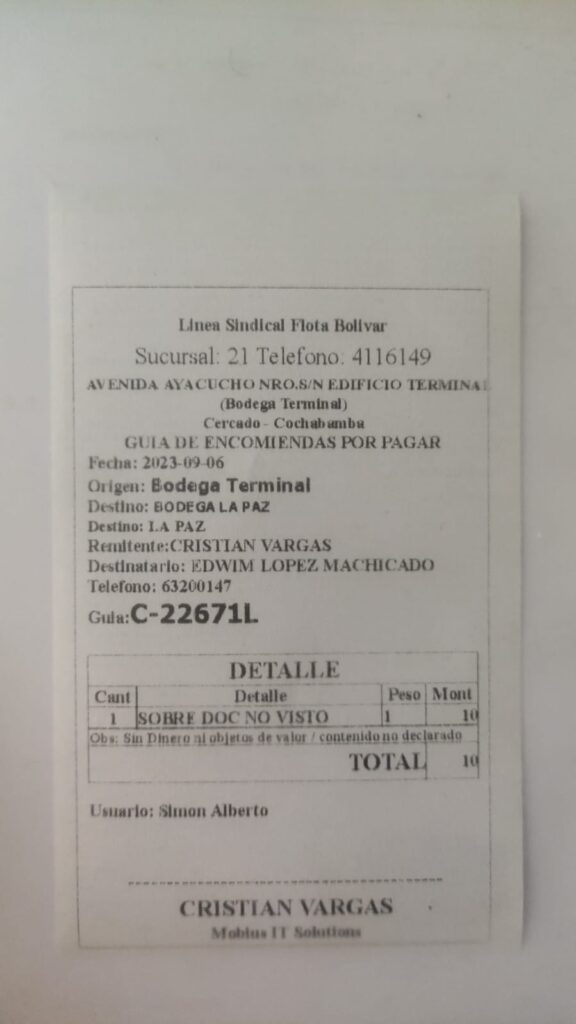 Linea Sindical Flota Bolivar
Sucursal: 21 Telefono: 4116149
AVENIDA AYACUCHO NRO.S/N EDIFICIO TERMINAL
(Bodega Terminal)
Cercado - Cochabamba
GUIA DE ENCOMIENDAS POR PAGAR
Fecha: 2023-09-06
Origen: Bodega Terminal
Destino: BODEGA LA PAZ
Destino: LA PAZ
Remitente:CRISTIAN VARGAS
Destinatario: EDWIM LOPEZ MACHICADO
Telefono: 63200147
Guia:C-22671L
DETALLE
Cant Detalle Peso Mont
1 SOBRE DOC NO VISTO 1 10
Obs: Sin Dinero ni objetos de valor / contenido no declarado
TOTAL 10
Usuario: Simon Alberto
CRISTIAN VARGAS
Mobius IT Solutions